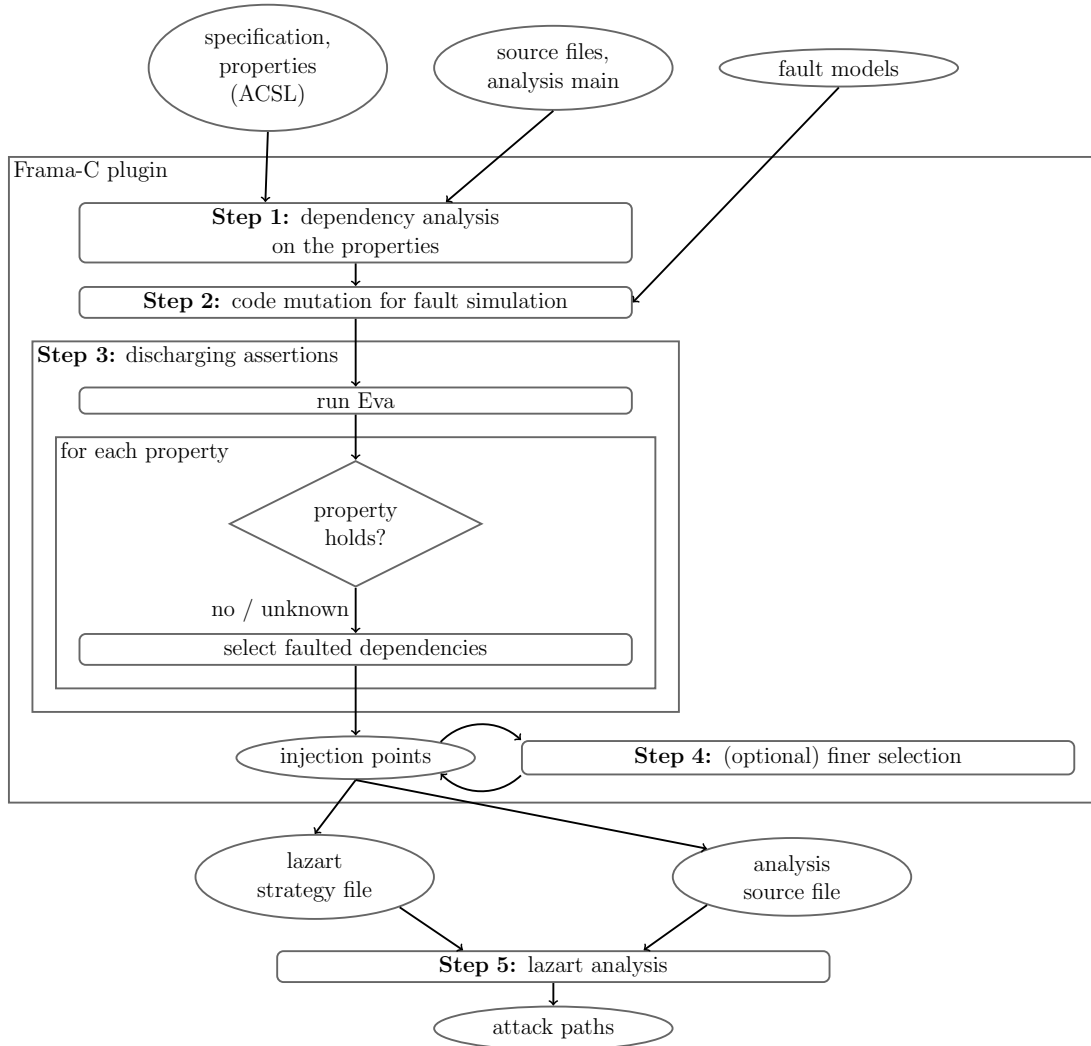 specification,
properties
(ACSL)
source files,
analysis main
fault models
Frama-C plugin
Step 1: dependency analysis
on the properties
Step 2: code mutation for fault simulation
Step 3: discharging assertions
run Eva
for each property
property
holds?
no / unknown
select faulted dependencies
injection points
Step 4: (optional) finer selection
lazart
strategy file
analysis
source file
Step 5: lazart analysis
attack paths